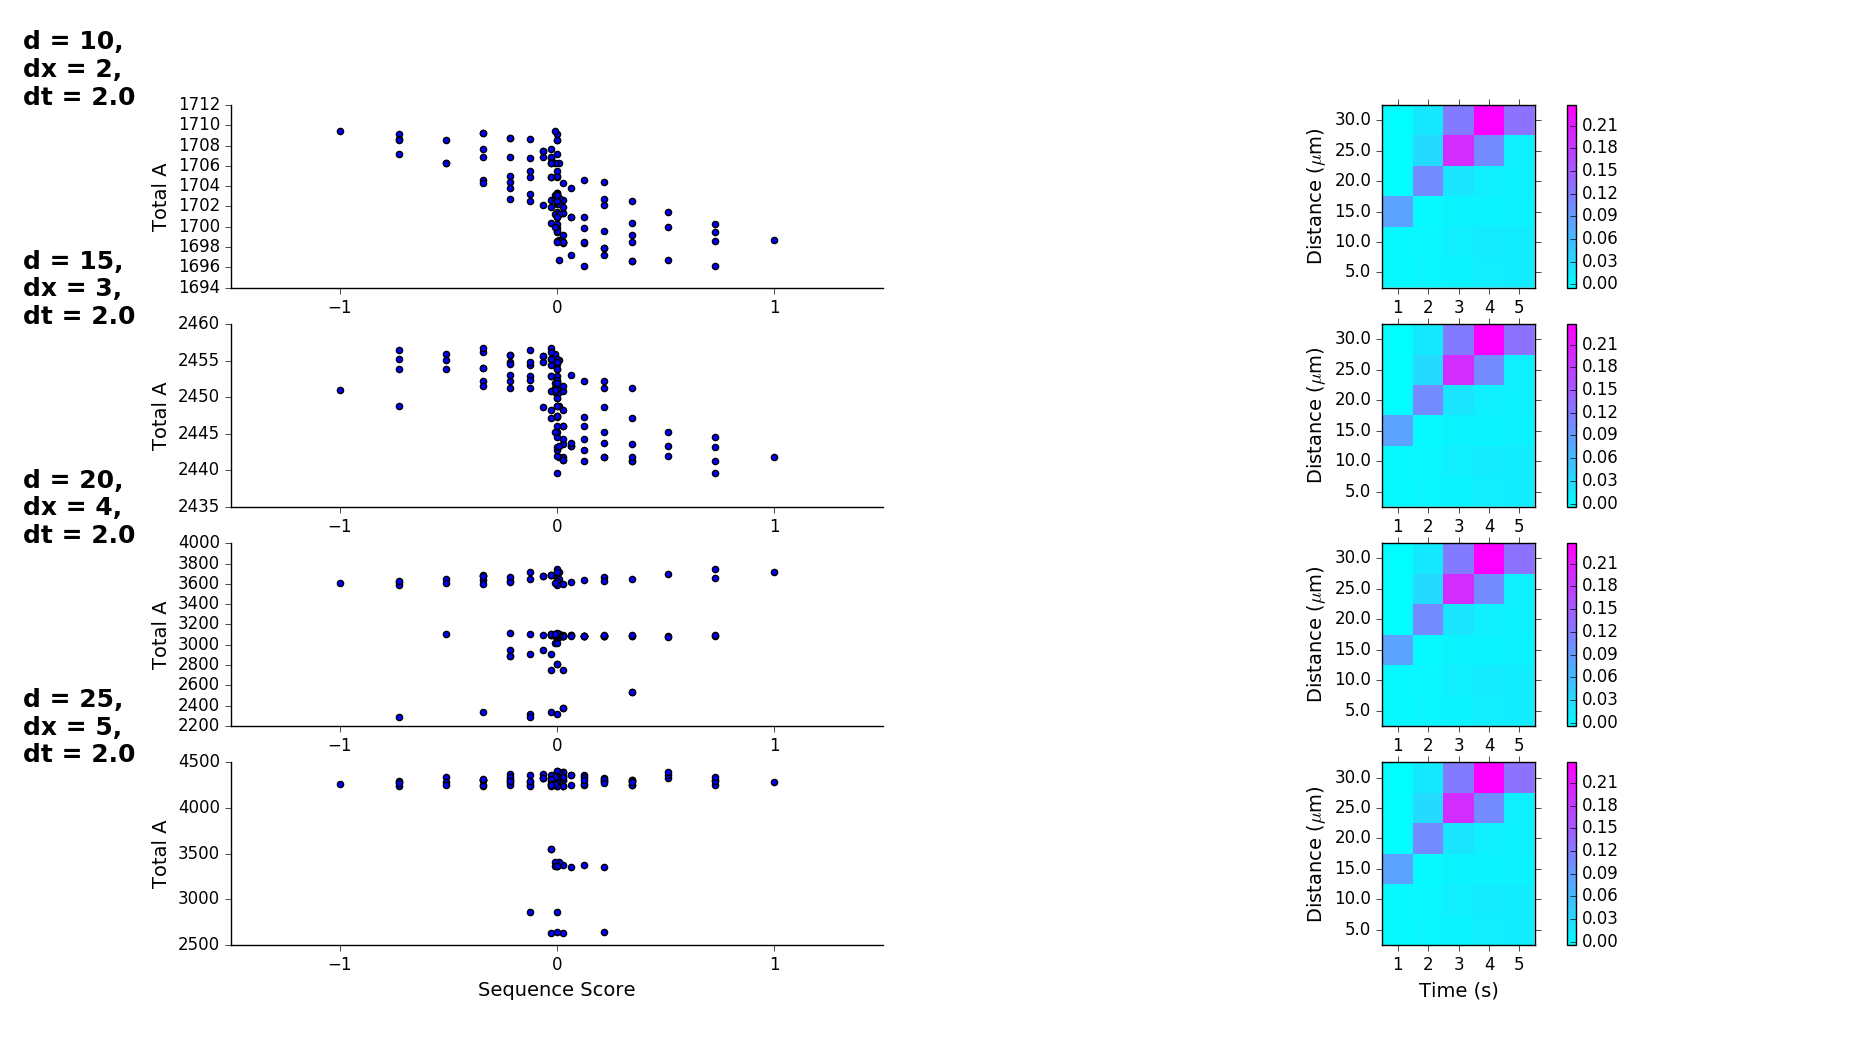 d = 10,
dx = 2,
dt = 2.0
1712
1710
1708
1706
1704
1702
1700
1698
1696
1694
Total A
−1 0 1
30.0
25.0
20.0
15.0
10.0
5.0
Distance (μm)
1 2 3 4 5
0.21
0.18
0.15
0.12
0.09
0.06
0.03
0.00
d = 15,
dx = 3,
dt = 2.0
2460
2455
2450
2445
2440
2435
Total A
−1 0 1
30.0
25.0
20.0
15.0
10.0
5.0
Distance (μm)
1 2 3 4 5
0.21
0.18
0.15
0.12
0.09
0.06
0.03
0.00
d = 20,
dx = 4,
dt = 2.0
4000
3800
3600
3400
3200
3000
2800
2600
2400
2200
Total A
−1 0 1
30.0
25.0
20.0
15.0
10.0
5.0
Distance (μm)
1 2 3 4 5
0.21
0.18
0.15
0.12
0.09
0.06
0.03
0.00
d = 25,
dx = 5,
dt = 2.0
4500
4000
3500
3000
2500
Total A
−1 0 1
Sequence Score
30.0
25.0
20.0
15.0
10.0
5.0
Distance (μm)
1 2 3 4 5
Time (s)
0.21
0.18
0.15
0.12
0.09
0.06
0.03
0.00